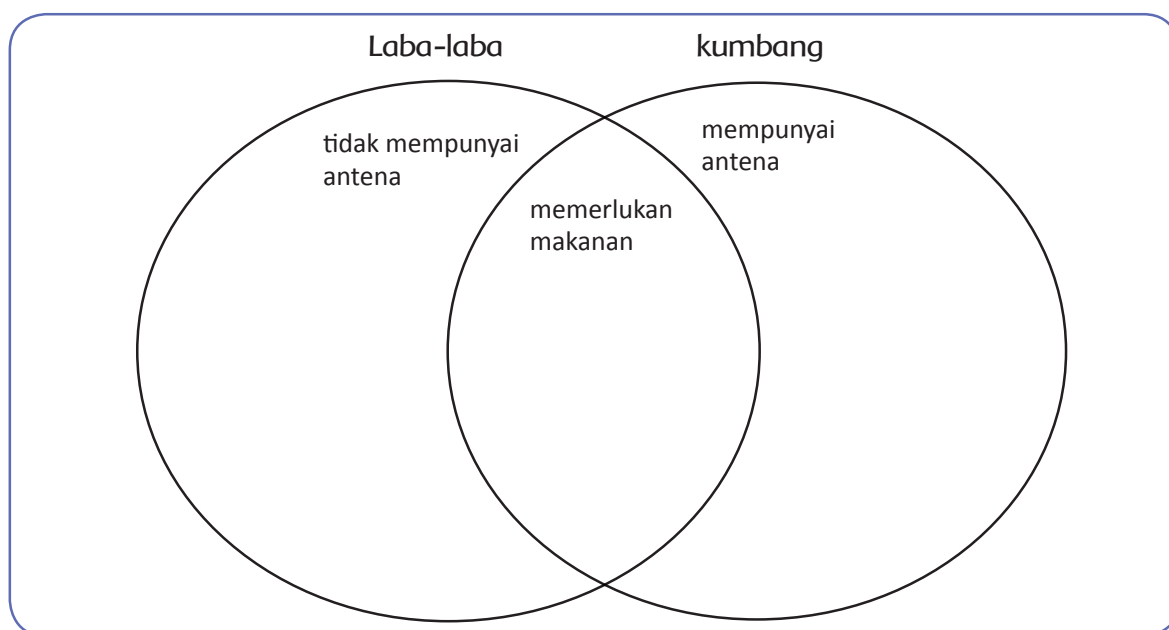 Laba-laba
kumbang
tidak mempunyai
antena
memerlukan
makanan
mempunyai
antena